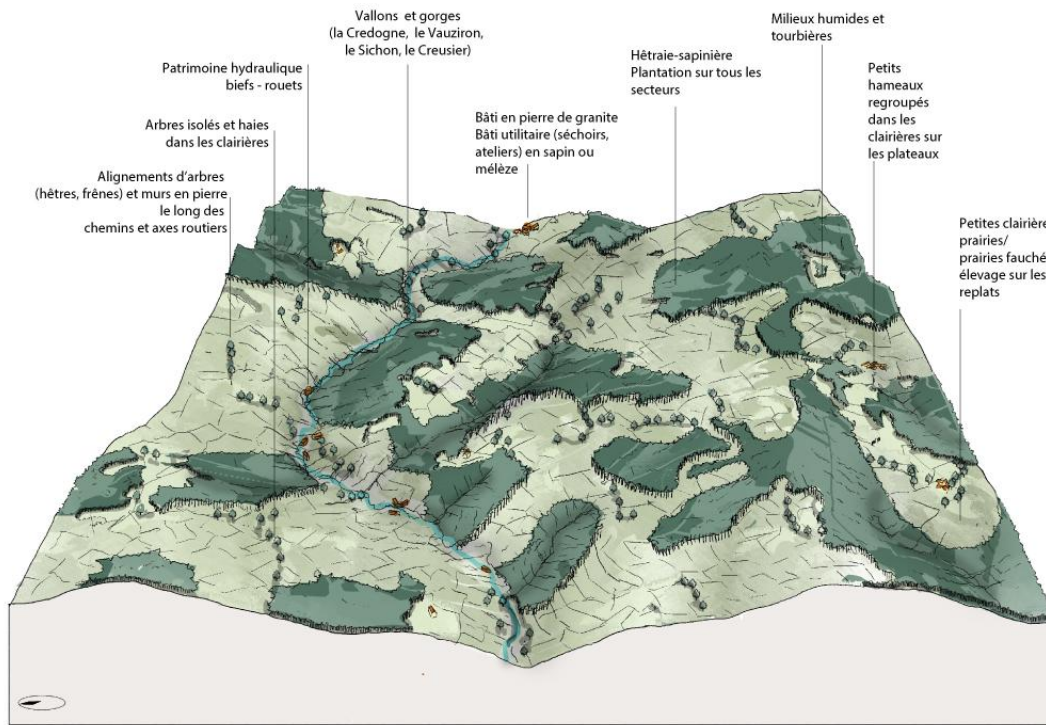 Vallons et gorges
(la Credogne, le Vauziron,
le Sichon, le Creusier)
Milieux humides et
tourbières
Patrimoine hydraulique
biefs - rouets
Hêtraie-sapinière
Plantation sur tous les
secteurs
Petits
hameaux
regroupés
dans les
clairières sur
les plateaux
Arbres isolés et haies
dans les clairières
Bâti en pierre de granite
Bâti utilitaire (séchoirs,
ateliers) en sapin ou
mélèze
Alignements d'arbres
(hêtres, frênes) et murs en pierre
le long des
chemins et axes routiers
Petites clairière
prairies/
prairies fauché
élevage sur les
replats